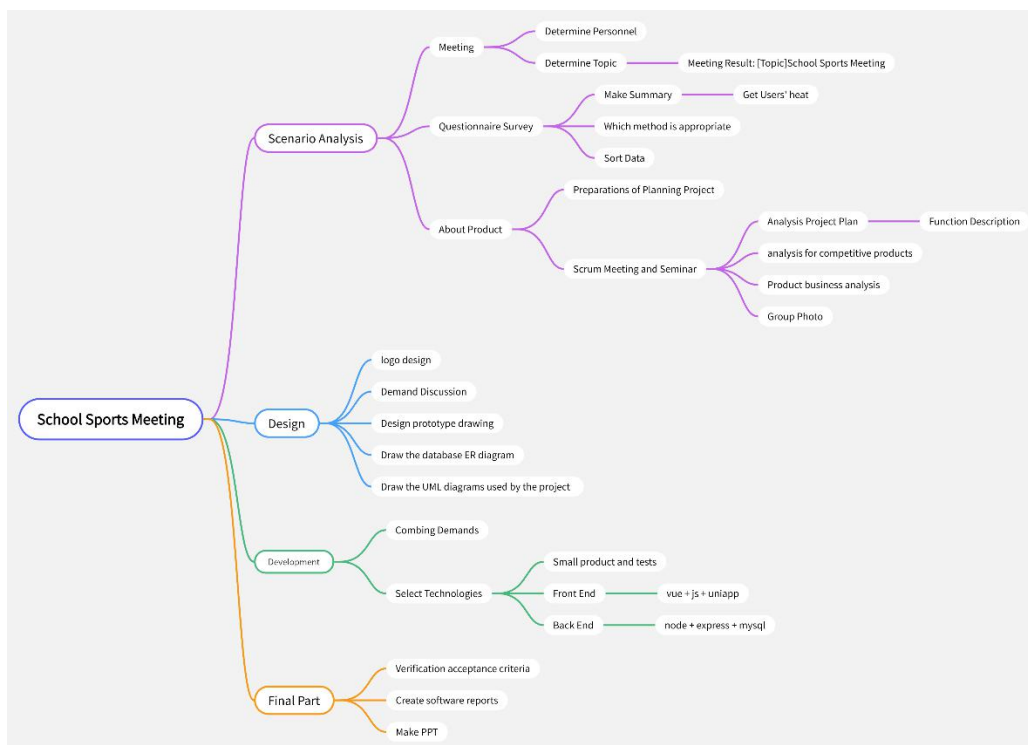 School Sports Meeting
Scenario Analysis
Meeting
Determine Personnel
Determine Topic
Meeting Result: [Topic]School Sports Meeting
Questionnaire Survey
Make Summary
Get Users' heat
Which method is appropriate
Sort Data
About Product
Preparations of Planning Project
Scrum Meeting and Seminar
Analysis Project Plan
Function Description
analysis for competitive products
Product business analysis
Group Photo
Design
logo design
Demand Discussion
Design prototype drawing
Draw the database ER diagram
Draw the UML diagrams used by the project
Development
Combing Demands
Select Technologies
Small product and tests
Front End
vue + js + uniapp
Back End
node + express + mysql
Final Part
Verification acceptance criteria
Create software reports
Make PPT